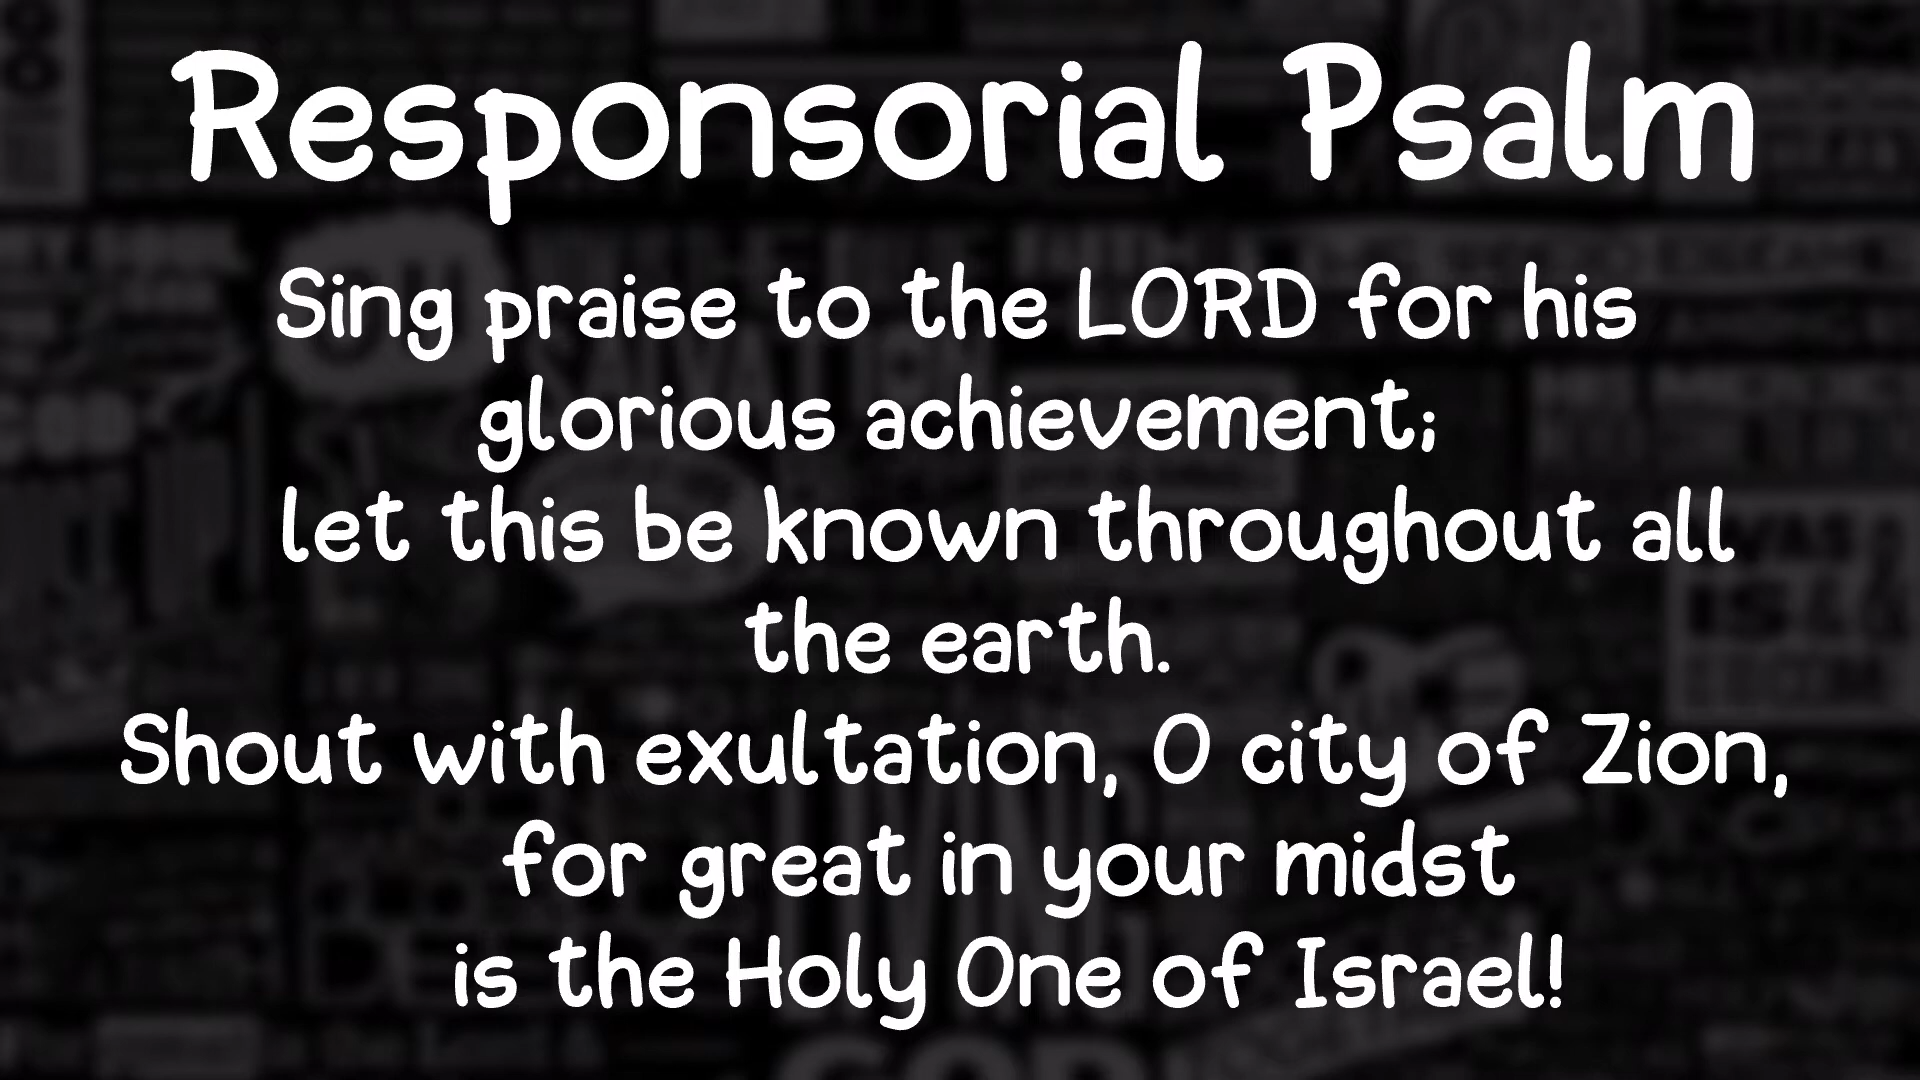 Responsorial Psalm
Sing praise to the LORD for his
glorious achievement;
let this be known throughout all
the earth.
Shout with exultation, O city of Zion,
for great in your midst
is the Holy One of Israel!